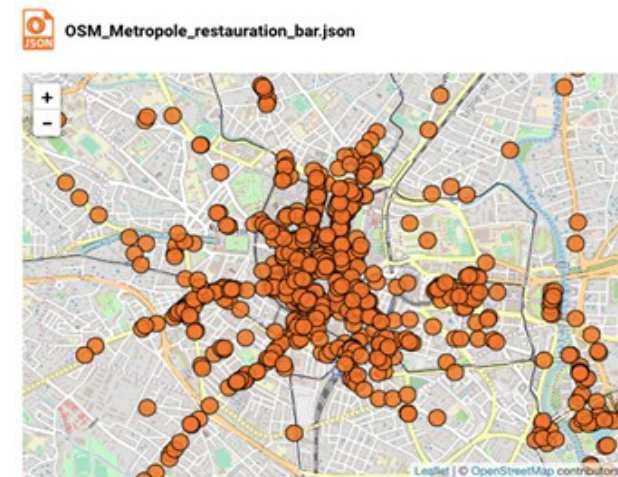 JSON
OSM_Metropole_restauration_bar.json
+
−
Leaflet | © OpenStreetMap contributors